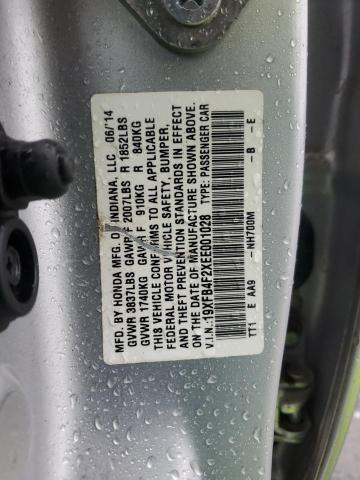 MFD. BY HONDA MFG. OF INDIANA, LLC 06/'14
GVWR 3837LBS GAWR F 2007LBS R 1852LBS
GVWR 1740KG GAWR F 910KG R 840KG
THIS VEHICLE CONFORMS TO ALL APPLICABLE
FEDERAL MOTOR VEHICLE SAFETY, BUMPER,
AND THEFT PREVENTION STANDARDS IN EFFECT
ON THE DATE OF MANUFACTURE SHOWN ABOVE.
V.I.N. 19XFB4F2XEE001028 TYPE: PASSENGER CAR
TT1 E AA9 -NH700M -B -E